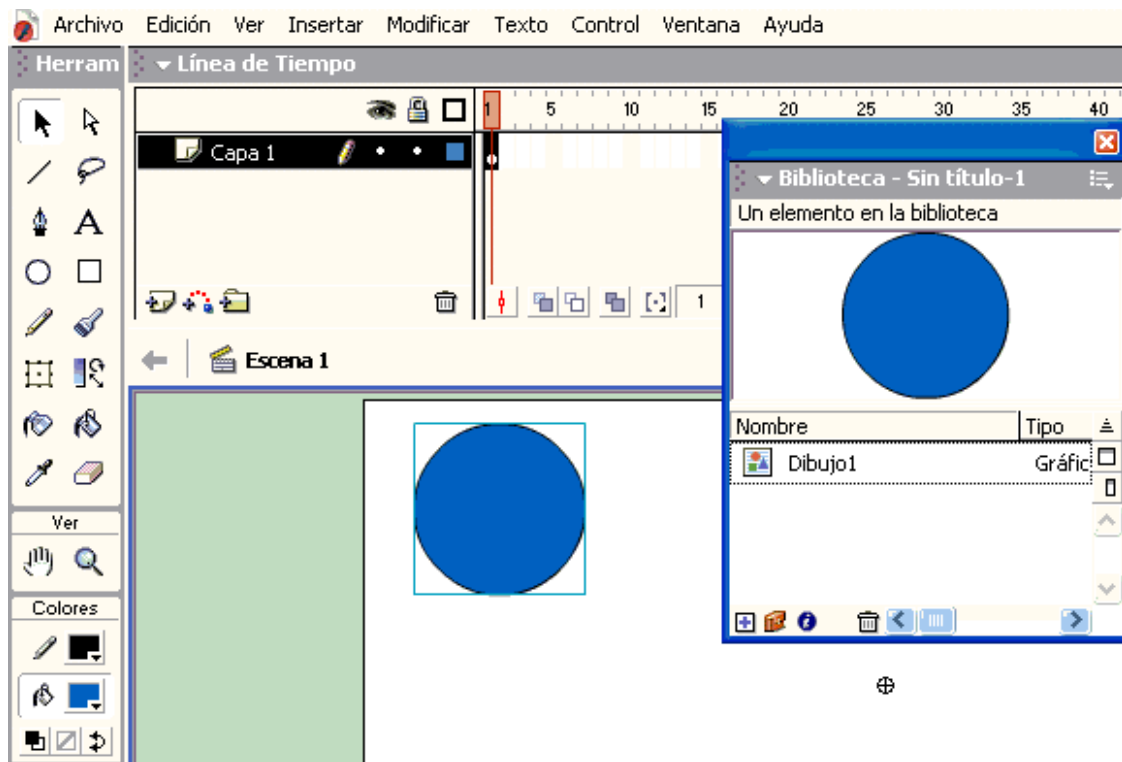 Archivo Edición Ver Insertar Modificar Texto Control Ventana Ayuda
Herram
Línea de Tiempo
1 5 10 15 20 25 30 35 40
Capa 1
1
Escena 1
Biblioteca - Sin título-1
Un elemento en la biblioteca
Nombre Tipo
Dibujo1 Gráfic
A
Ver
Colores